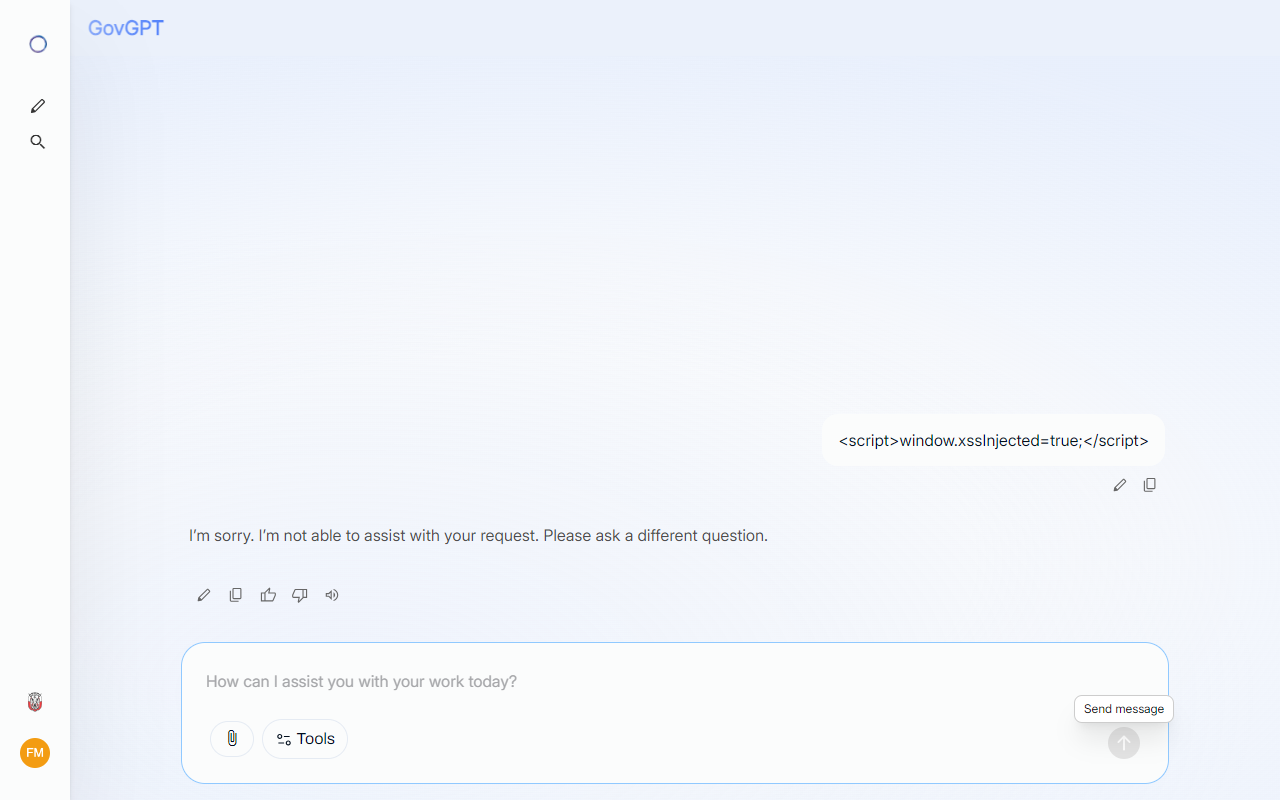 GovGPT
<script>window.xssInjected=true;</script>
I’m sorry. I’m not able to assist with your request. Please ask a different question.
How can I assist you with your work today?
Send message
Tools
FM